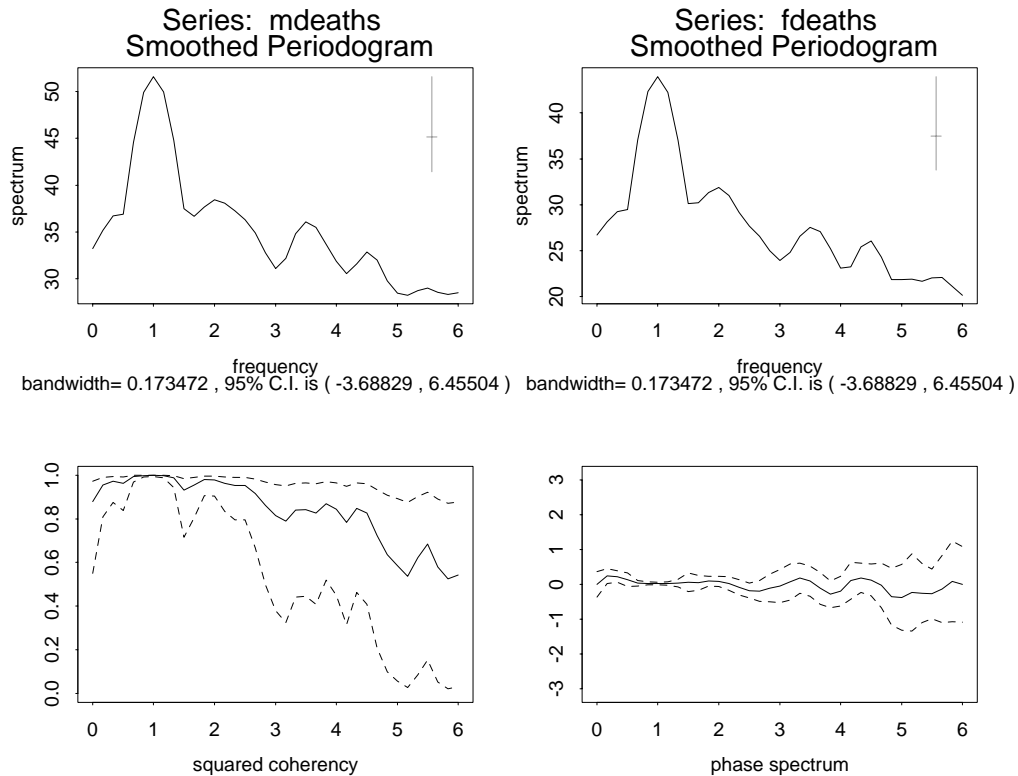 Series: mdeaths
Smoothed Periodogram
spectrum
30 35 40 45 50
0 1 2 3 4 5 6
frequency
bandwidth= 0.173472 , 95% C.I. is ( -3.68829 , 6.45504 )
Series: fdeaths
Smoothed Periodogram
spectrum
20 25 30 35 40
0 1 2 3 4 5 6
frequency
bandwidth= 0.173472 , 95% C.I. is ( -3.68829 , 6.45504 )
0.0 0.2 0.4 0.6 0.8 1.0
0 1 2 3 4 5 6
squared coherency
-3 -2 -1 0 1 2 3
0 1 2 3 4 5 6
phase spectrum